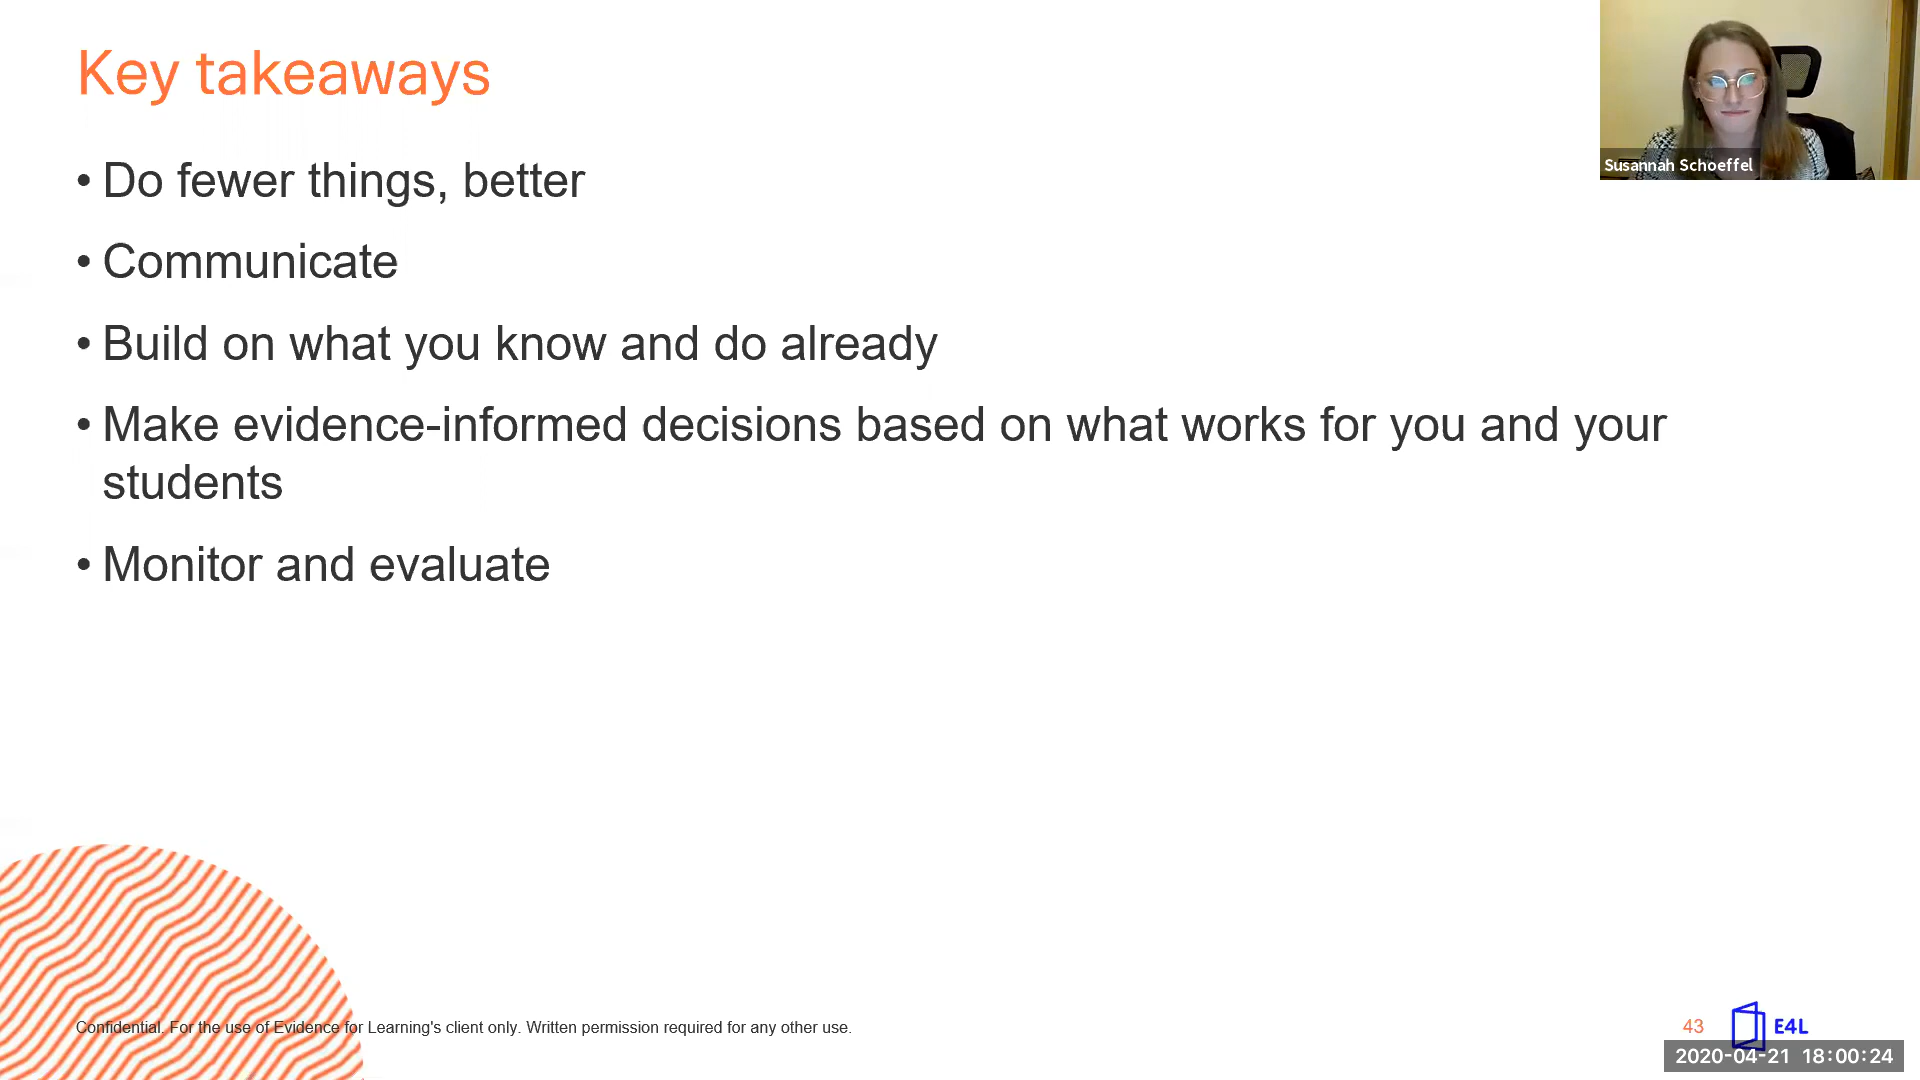 Key takeaways
Susannah Schoeffel
• Do fewer things, better
• Communicate
• Build on what you know and do already
• Make evidence-informed decisions based on what works for you and your
students
• Monitor and evaluate
Confidential. For the use of Evidence for Learning's client only. Written permission required for any other use.
43
E4L
2020-04-21 18:00:24